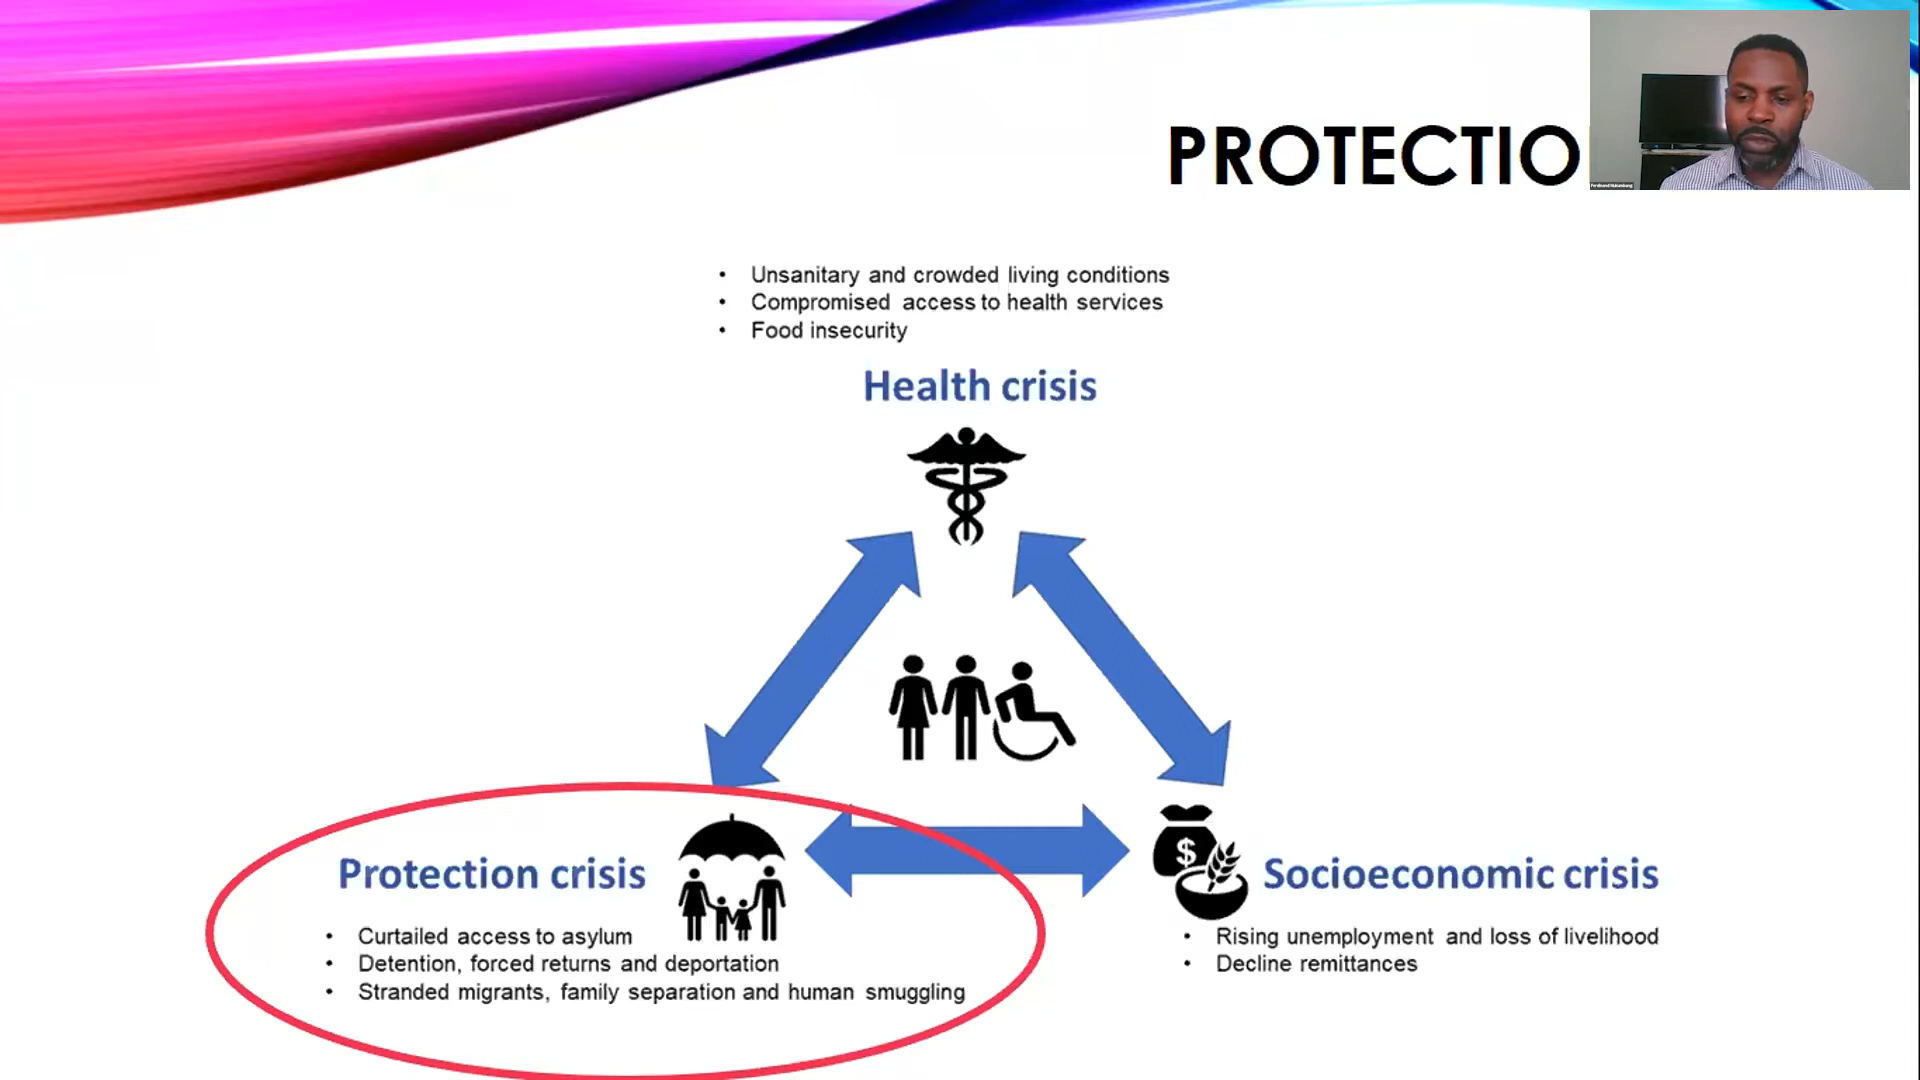 PROTECTIO
• Unsanitary and crowded living conditions
• Compromised access to health services
• Food insecurity
Health crisis
Protection crisis
• Curtailed access to asylum
• Detention, forced returns and deportation
• Stranded migrants, family separation and human smuggling
$
Socioeconomic crisis
• Rising unemployment and loss of livelihood
• Decline remittances